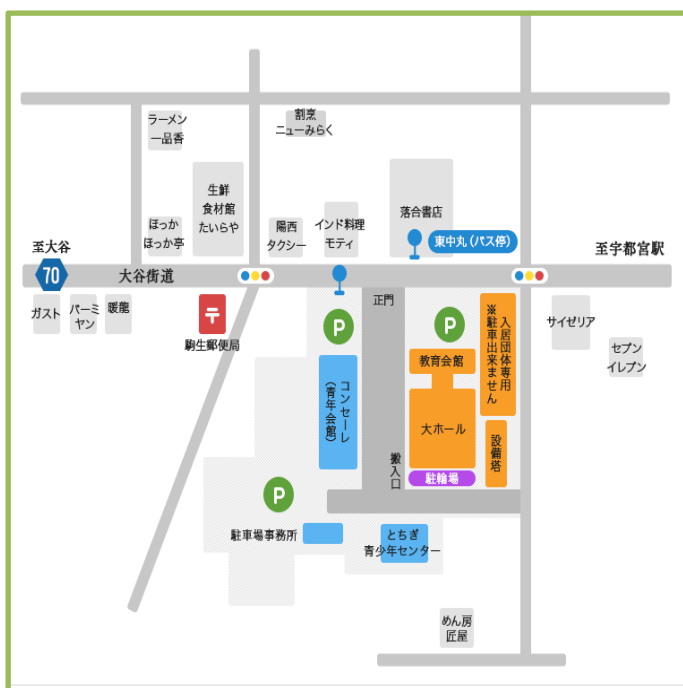 ラーメン
一品香
割烹
ニューみらく
生鮮
食材館
たいらや
ほっか
ほっか亭
陽西
タクシー
インド料理
モティ
落合書店
東中丸(バス停)
至大谷
至宇都宮駅
70
大谷街道
ガスト
バーミ
ヤン
暖龍
〒
駒生郵便局
正門
P
P
コンセーレ
(青年会館)
教育会館
入居団体専用
※駐車出来ません
サイゼリア
セブン
イレブン
大ホール
設備塔
搬入口
駐輪場
P
駐車場事務所
とちぎ
青少年センター
めん房
匠屋